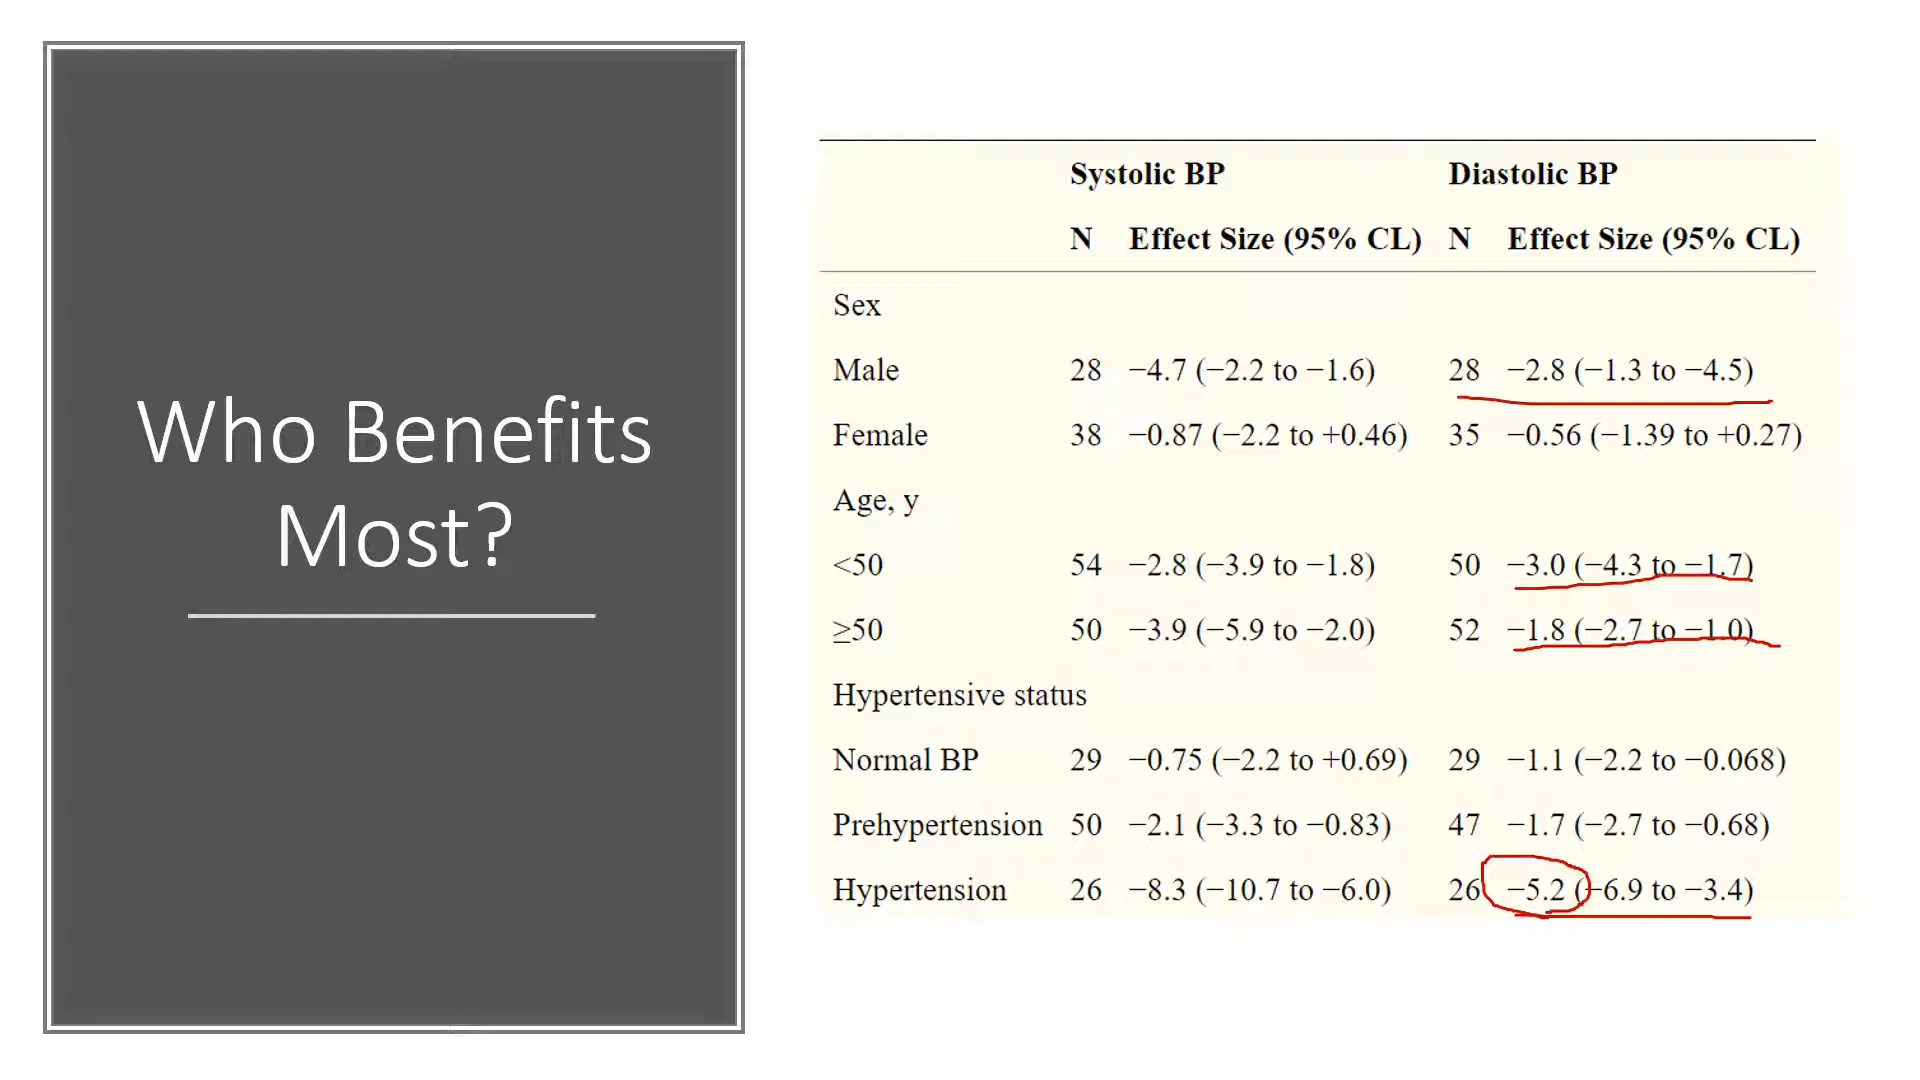 Who Benefits
Most?
Systolic BP Diastolic BP
N Effect Size (95% CL) N Effect Size (95% CL)
Sex
Male 28 −4.7 (−2.2 to −1.6) 28 −2.8 (−1.3 to −4.5)
Female 38 −0.87 (−2.2 to +0.46) 35 −0.56 (−1.39 to +0.27)
Age, y
<50 54 −2.8 (−3.9 to −1.8) 50 −3.0 (−4.3 to −1.7)
≥50 50 −3.9 (−5.9 to −2.0) 52 −1.8 (−2.7 to −1.0)
Hypertensive status
Normal BP 29 −0.75 (−2.2 to +0.69) 29 −1.1 (−2.2 to −0.068)
Prehypertension 50 −2.1 (−3.3 to −0.83) 47 −1.7 (−2.7 to −0.68)
Hypertension 26 −8.3 (−10.7 to −6.0) 26 −5.2 (−6.9 to −3.4)